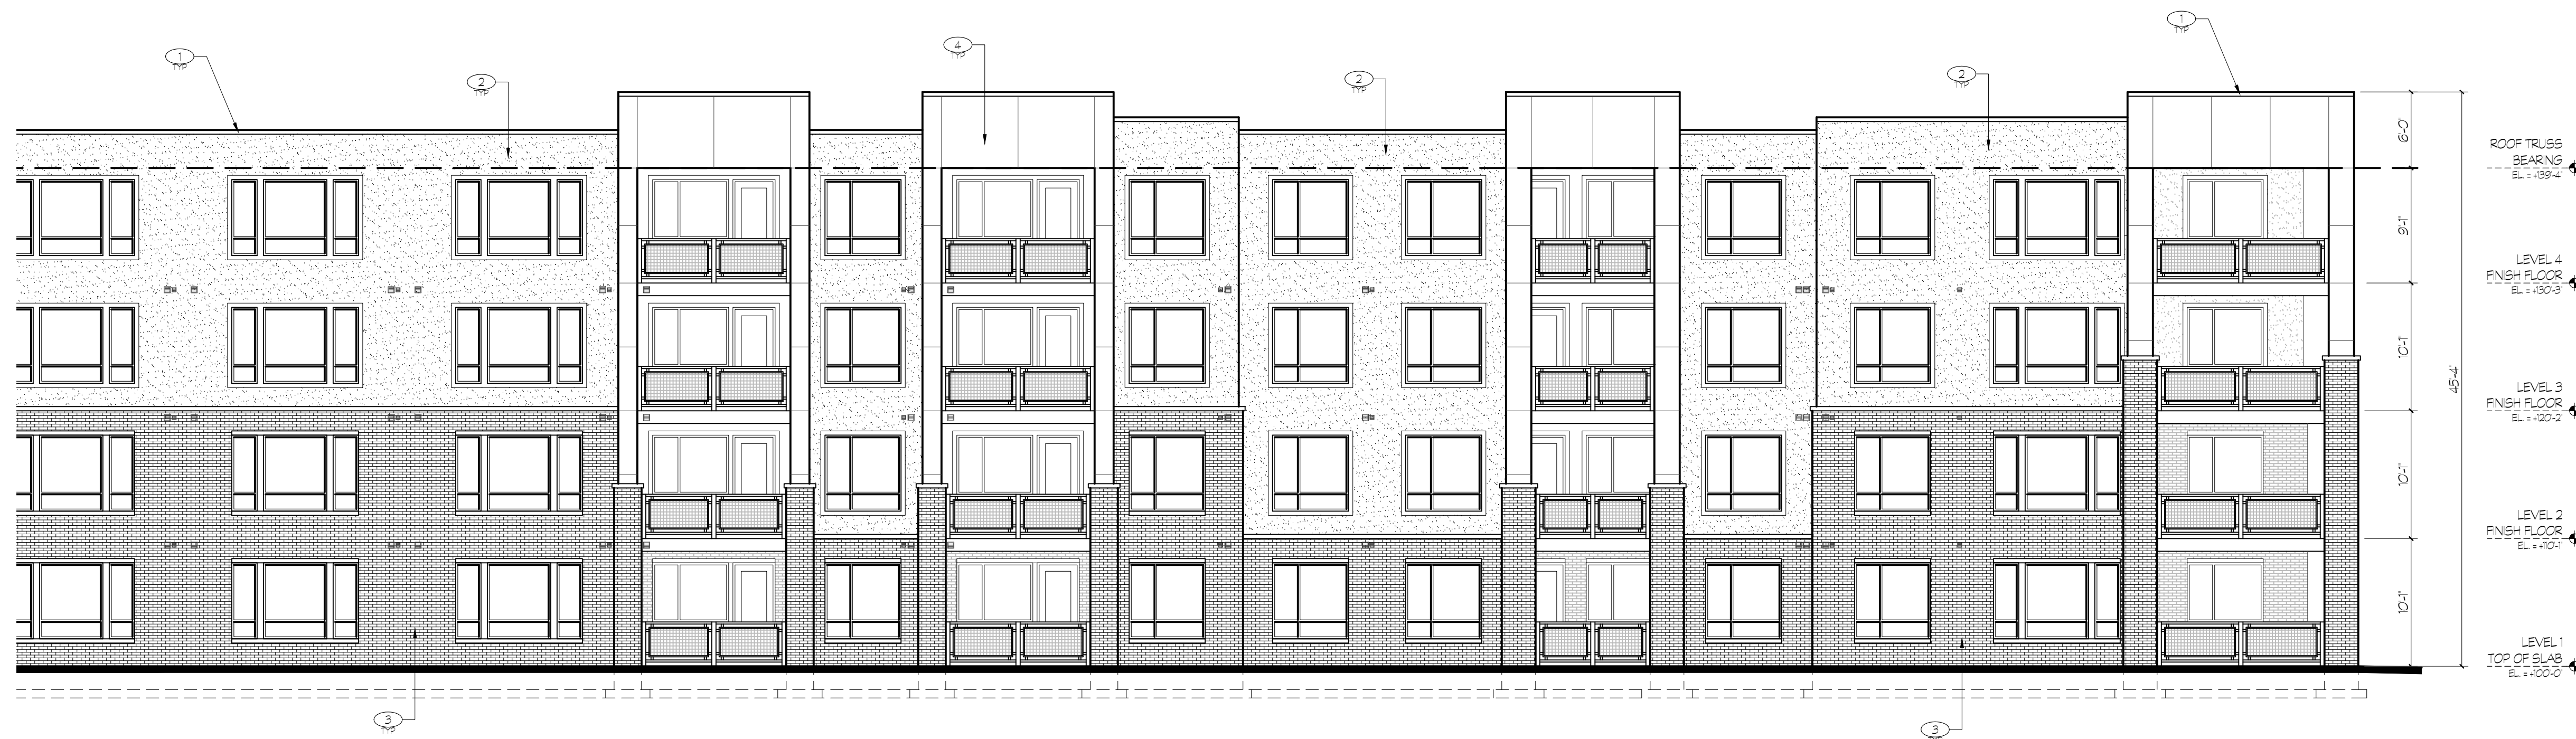 1
TYP
2
TYP
4
TYP
2
TYP
2
TYP
1
TYP
6'-0"
9'-1"
10'-1"
10'-1"
10'-1"
45'-4"
ROOF TRUSS
BEARING
EL. = +139'-4"
LEVEL 4
FINISH FLOOR
EL. = +130'-3"
LEVEL 3
FINISH FLOOR
EL. = +120'-2"
LEVEL 2
FINISH FLOOR
EL. = +110'-1"
LEVEL 1
TOP OF SLAB
EL. = +100'-0"
3
TYP
3